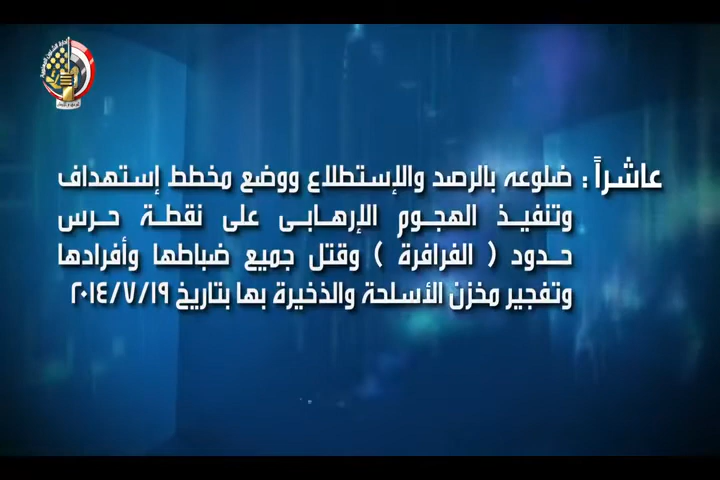 عاشراً : ضلوعه بالرصد والإستطلاع ووضع مخطط إستهداف
وتنفيذ الهجوم الإرهابى على نقطة حرس
حدود ( الفرافرة ) وقتل جميع ضباطها وأفرادها
وتفجير مخزن الأسلحة والذخيرة بها بتاريخ ٢٠١٤/٧/١٩